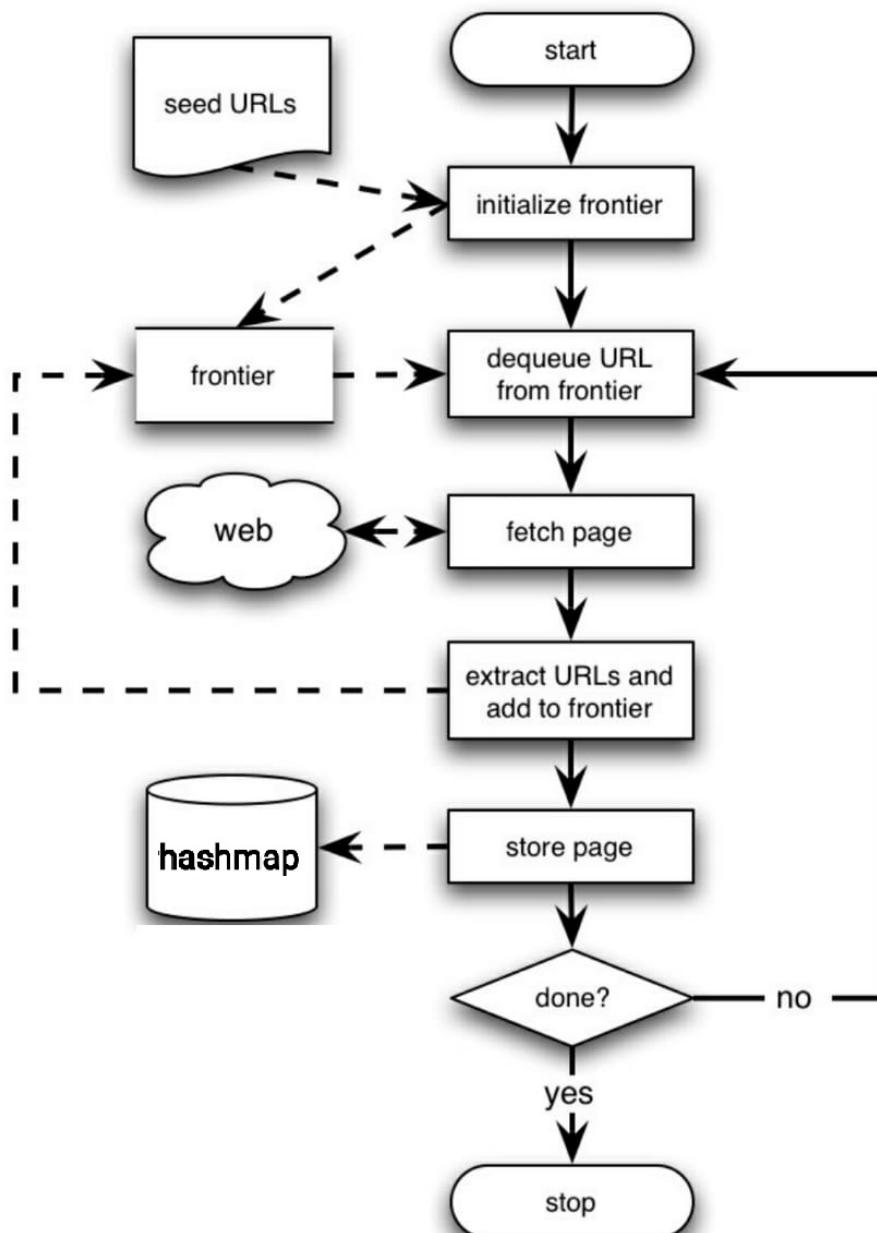 start
seed URLs
initialize frontier
frontier
dequeue URL
from frontier
web
fetch page
extract URLs and
add to frontier
hashmap
store page
done?
no
yes
stop